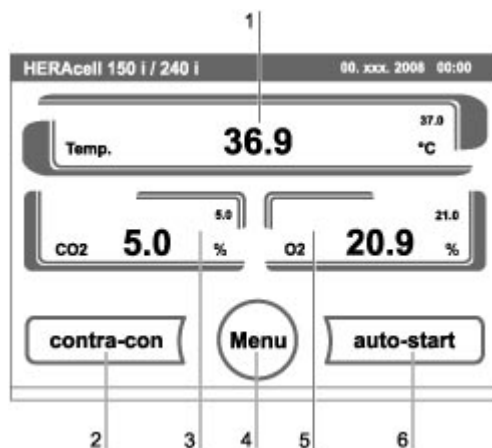 1
HERAcell 150 i / 240 i 00. xxx. 2008 00:00
37.0
Temp. 36.9 °C
5.0 21.0
CO2 5.0 % O2 20.9 %
contra-con Menu auto-start
2 3 4 5 6